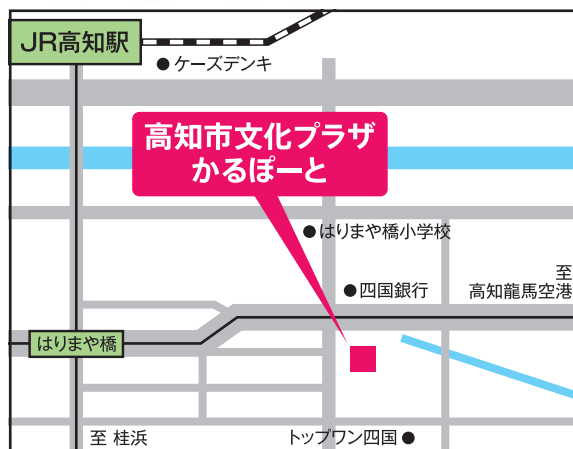 JR高知駅
ケーズデンキ
高知市文化プラザ
かるぽーと
はりまや橋小学校
至
高知龍馬空港
四国銀行
はりまや橋
至 桂浜
トップワン四国